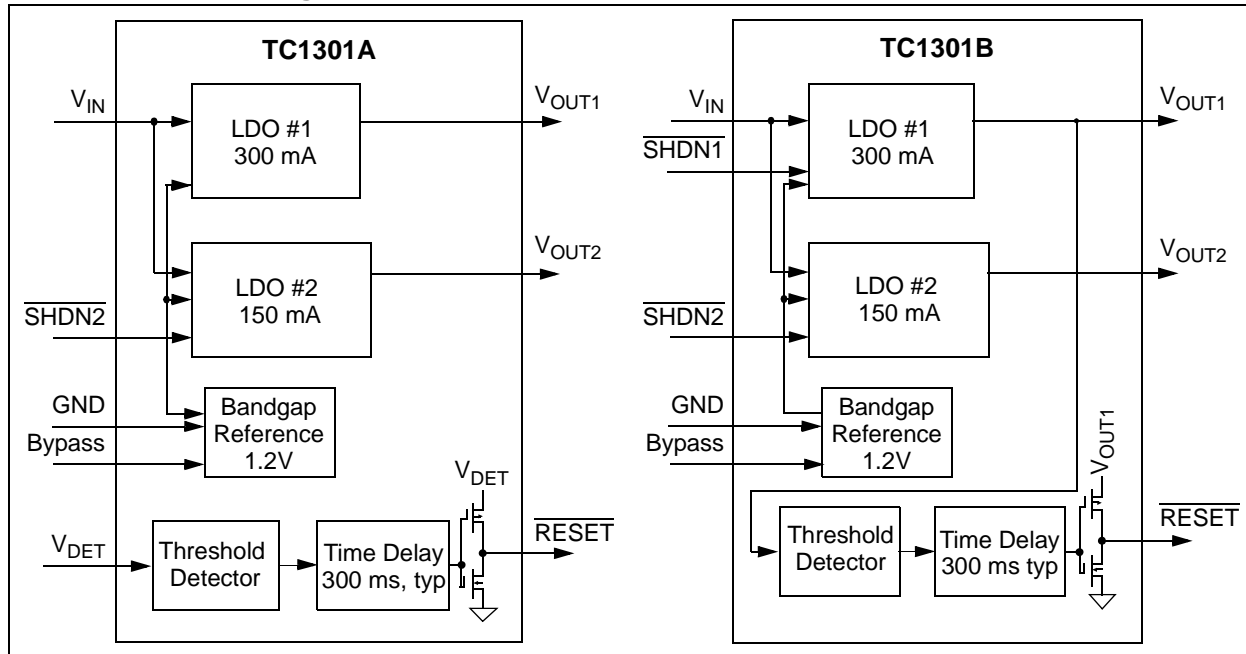 TC1301A
V_IN
LDO #1
300 mA
V_OUT1
LDO #2
150 mA
V_OUT2
SHDN2
GND
Bypass
Bandgap
Reference
1.2V
V_DET
V_DET
Threshold
Detector
Time Delay
300 ms, typ
RESET
TC1301B
V_IN
SHDN1
LDO #1
300 mA
V_OUT1
LDO #2
150 mA
V_OUT2
SHDN2
GND
Bypass
Bandgap
Reference
1.2V
V_OUT1
Threshold
Detector
Time Delay
300 ms typ
RESET